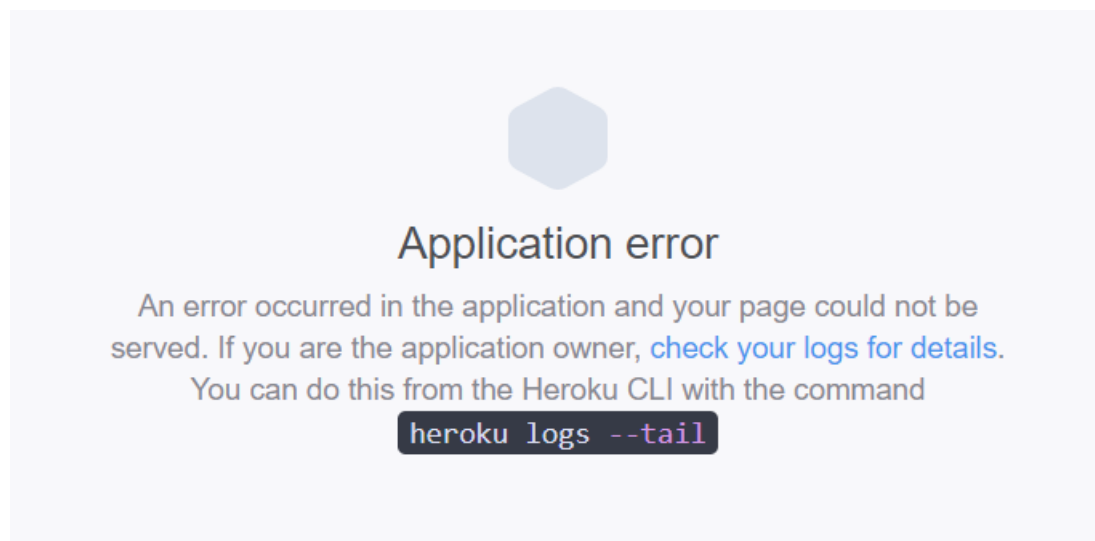 Application error
An error occurred in the application and your page could not be
served. If you are the application owner, check your logs for details.
You can do this from the Heroku CLI with the command
heroku logs --tail